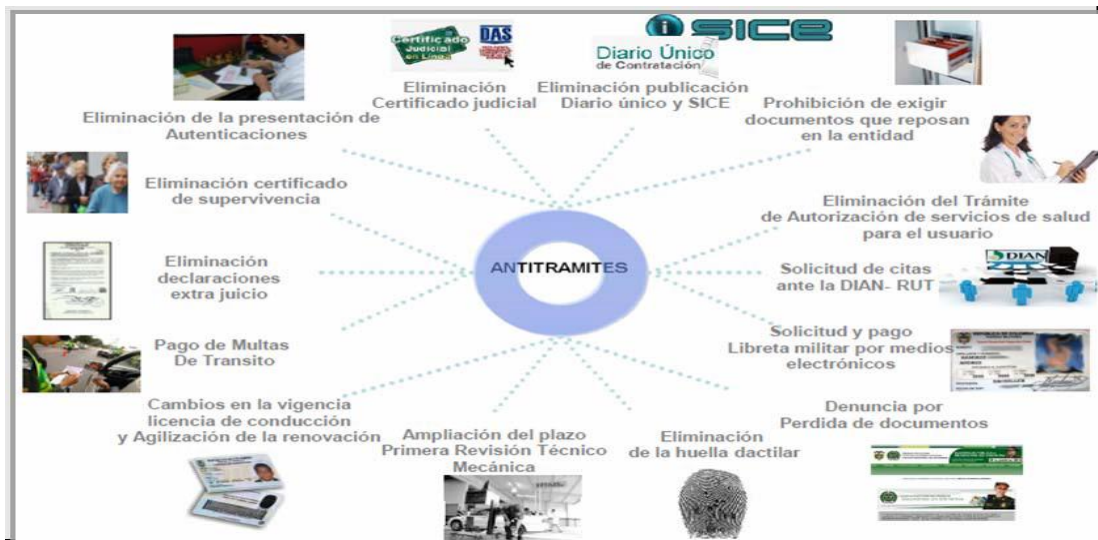 Certificado
Judicial
en Línea
DAS
SICE
Diario Único
de Contratación
Eliminación
Certificado judicial
Eliminación publicación
Diario único y SICE
Eliminación de la presentación de
Autenticaciones
Prohibición de exigir
documentos que reposan
en la entidad
Eliminación certificado
de supervivencia
Eliminación del Trámite
de Autorización de servicios de salud
para el usuario
ANTITRAMITES
Eliminación
declaraciones
extra juicio
Solicitud de citas
ante la DIAN- RUT
DIAN
Pago de Multas
De Transito
Solicitud y pago
Libreta militar por medios
electrónicos
Cambios en la vigencia
licencia de conducción
y Agilización de la renovación
Ampliación del plazo
Primera Revisión Técnico
Mecánica
Eliminación
de la huella dactilar
Denuncia por
Perdida de documentos